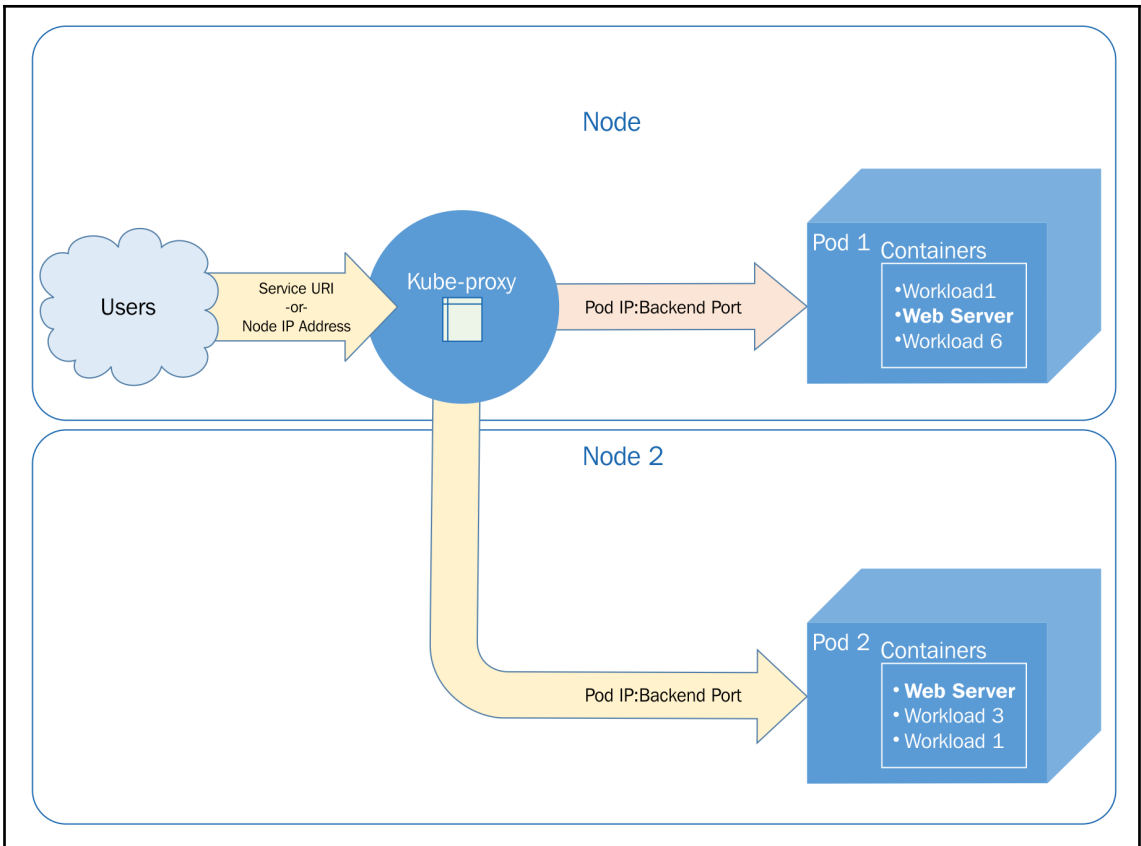 Node
Users
Service URI
-or-
Node IP Address
Kube-proxy
Pod IP:Backend Port
Pod 1
Containers
•Workload1
•Web Server
•Workload 6
Node 2
Pod IP:Backend Port
Pod 2
Containers
• Web Server
• Workload 3
• Workload 1